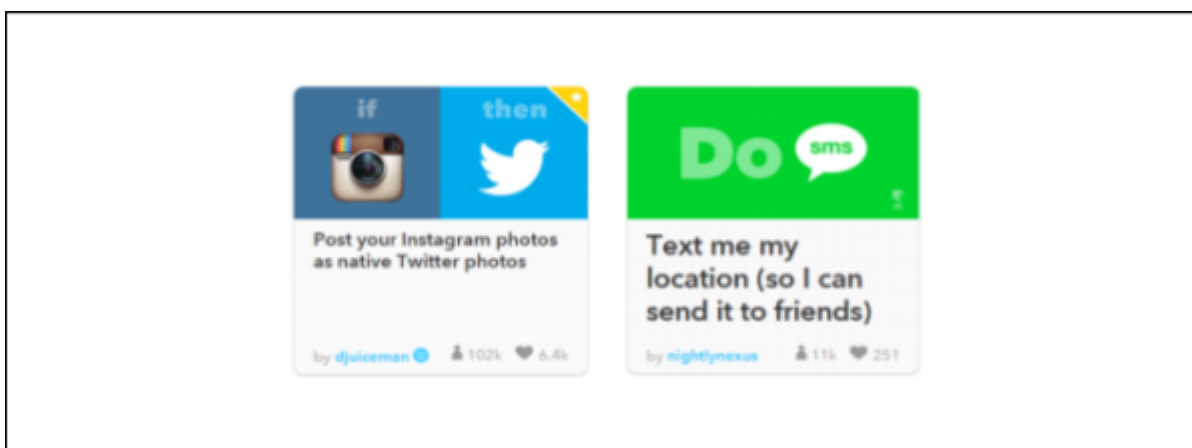 if then
Post your Instagram photos
as native Twitter photos
by djuiceman 102k 6.4k
Do sms
Text me my
location (so I can
send it to friends)
by nightlynexus 11k 251